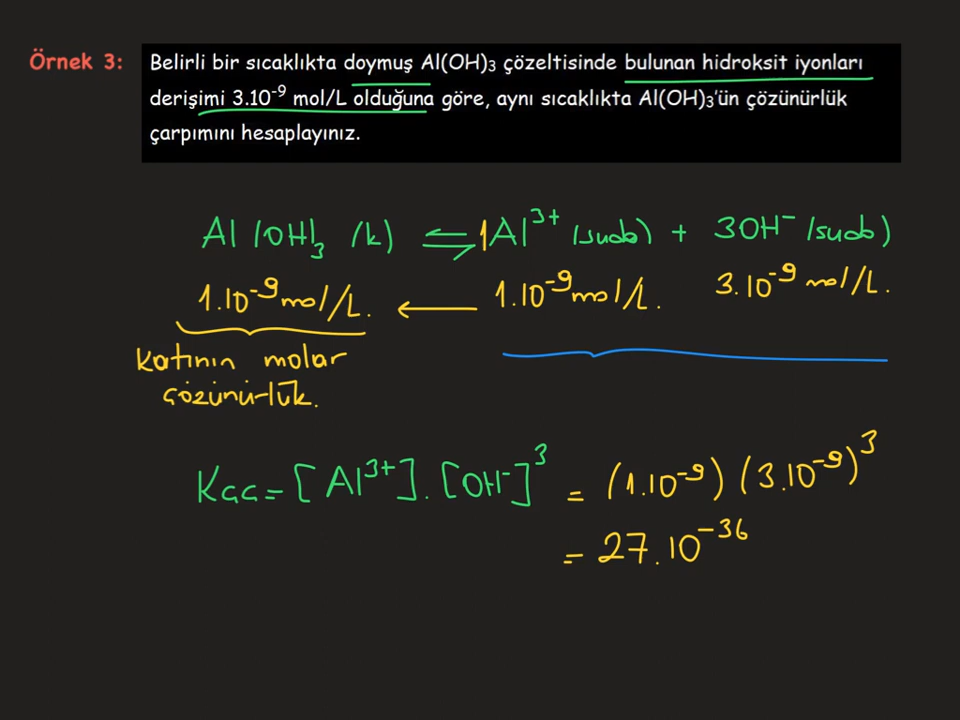 Örnek 3: Belirli bir sıcaklıkta doymuş Al(OH)₃ çözeltisinde bulunan hidroksit iyonları
derişimi 3.10⁻⁹ mol/L olduğuna göre, aynı sıcaklıkta Al(OH)₃'ün çözünürlük
çarpımını hesaplayınız.
Al(OH)₃ (k) ⇌ 1Al³⁺ (suda) + 3OH⁻ (suda)
1.10⁻⁹ mol/L. ← 1.10⁻⁹ mol/L. 3.10⁻⁹ mol/L.
katının molar
çözünürlük.
Kçç = [Al³⁺].[OH⁻]³ = (1.10⁻⁹) (3.10⁻⁹)³
= 27.10⁻³⁶